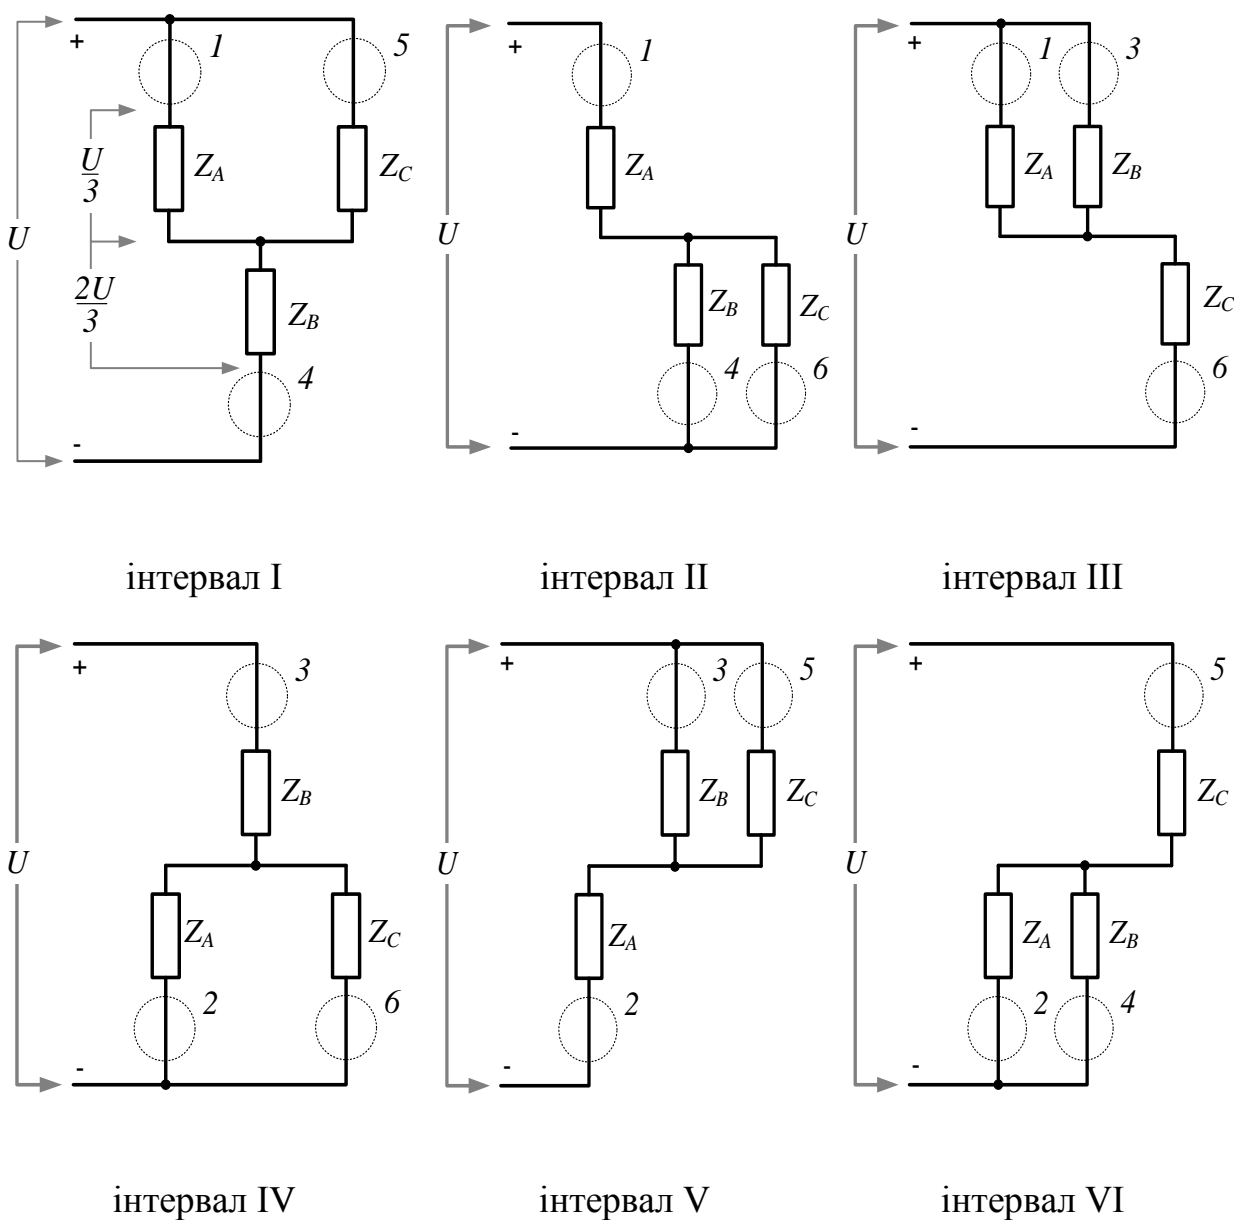 + 1 5
U/3 Z_A Z_C
U
2U/3 Z_B
4
-
інтервал I
+ 1
Z_A
U
Z_B Z_C
4 6
-
інтервал II
+ 1 3
Z_A Z_B
U
Z_C
6
-
інтервал III
+ 3
Z_B
U
Z_A Z_C
2 6
-
інтервал IV
+ 3 5
Z_B Z_C
U
Z_A
2
-
інтервал V
+ 5
Z_C
U
Z_A Z_B
2 4
-
інтервал VI